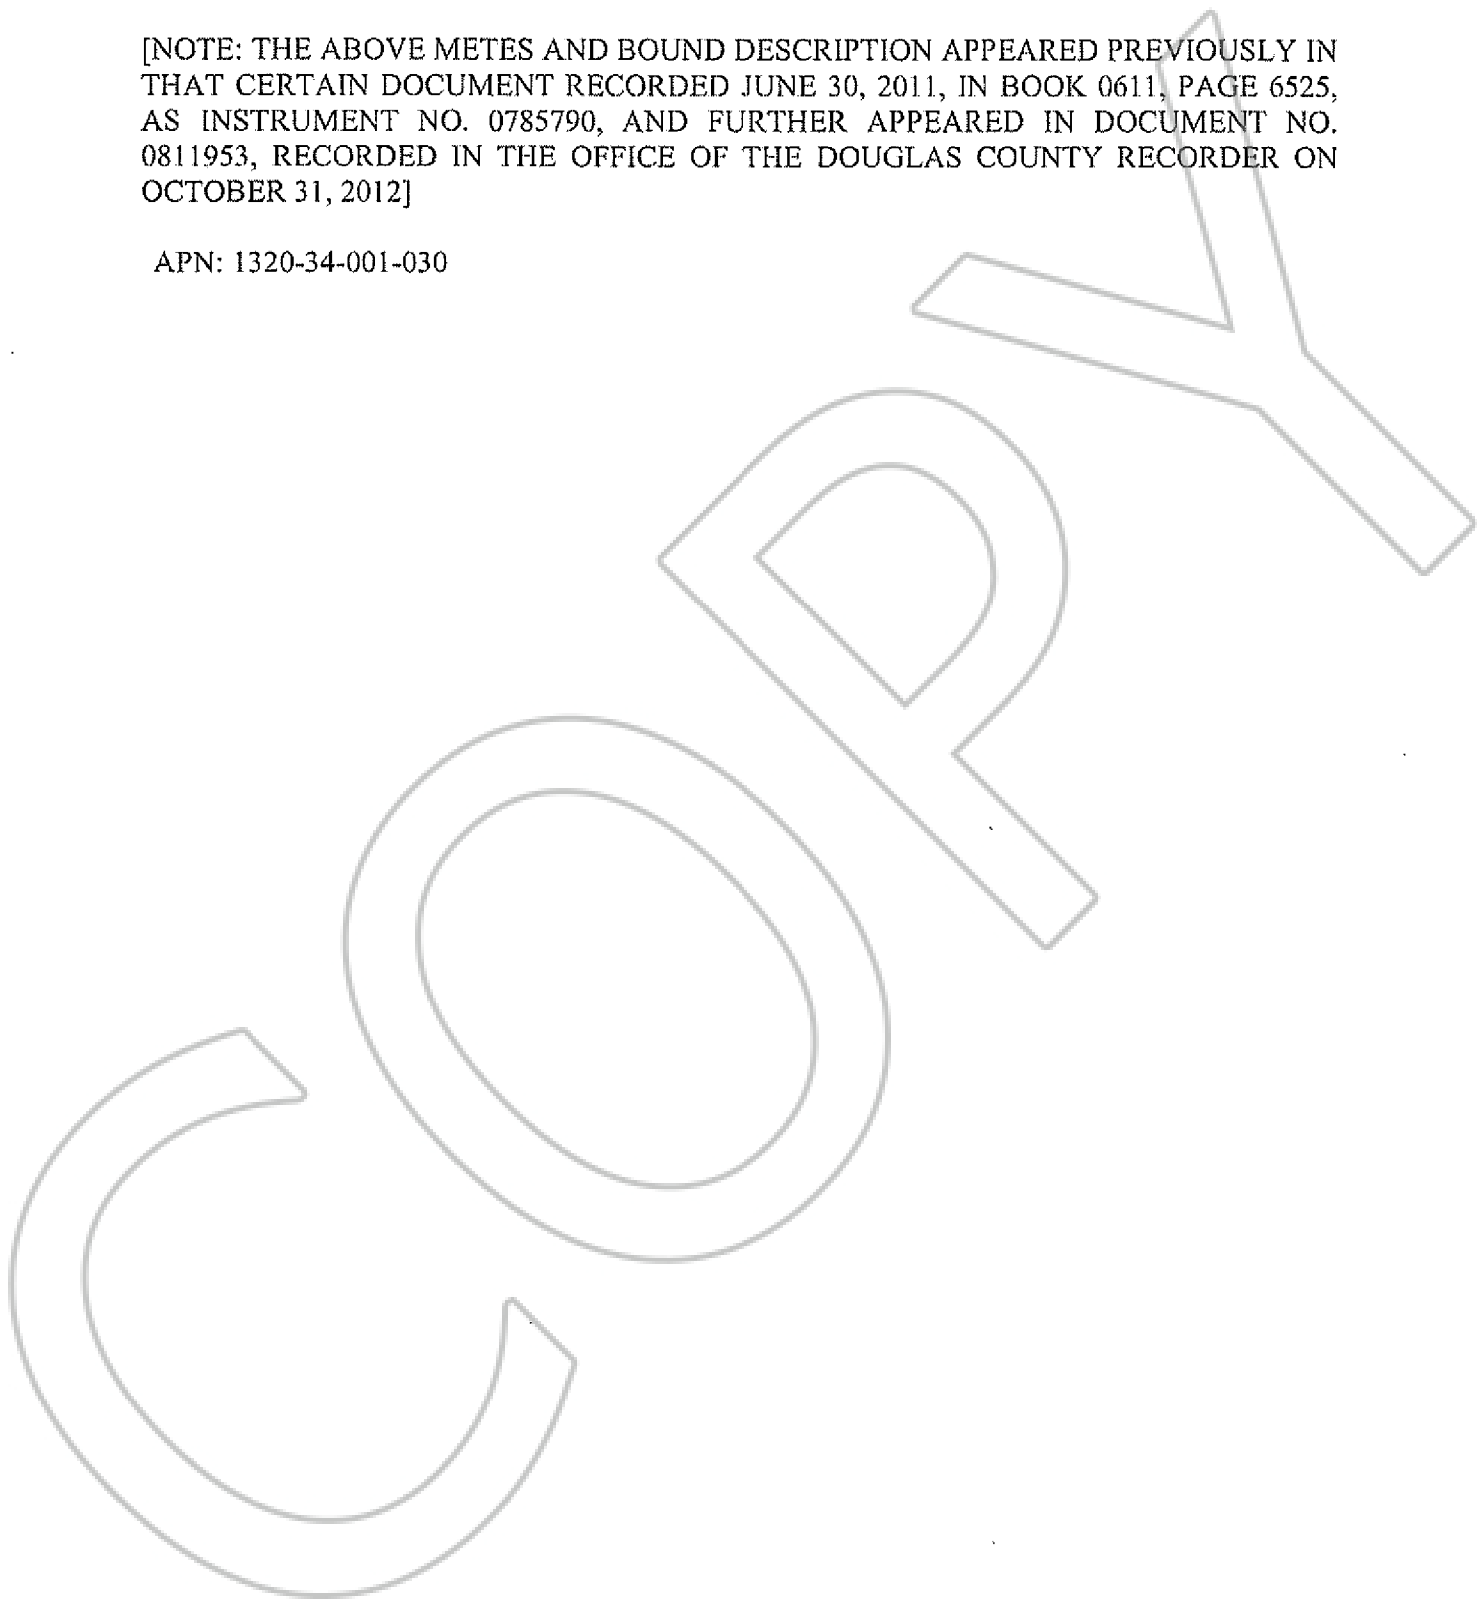 [NOTE: THE ABOVE METES AND BOUND DESCRIPTION APPEARED PREVIOUSLY IN
THAT CERTAIN DOCUMENT RECORDED JUNE 30, 2011, IN BOOK 0611, PAGE 6525,
AS INSTRUMENT NO. 0785790, AND FURTHER APPEARED IN DOCUMENT NO.
0811953, RECORDED IN THE OFFICE OF THE DOUGLAS COUNTY RECORDER ON
OCTOBER 31, 2012]
APN: 1320-34-001-030
COPY